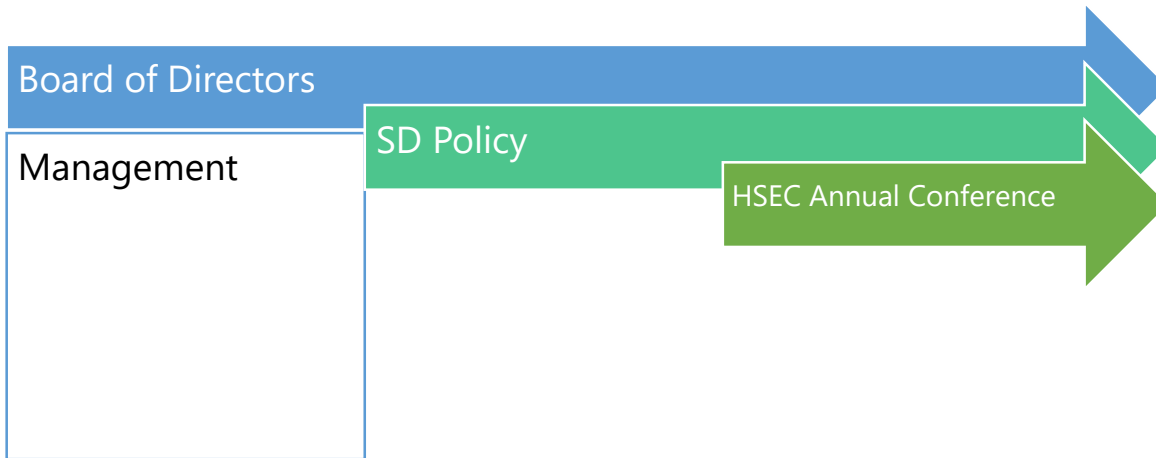 Board of Directors
SD Policy
Management
HSEC Annual Conference